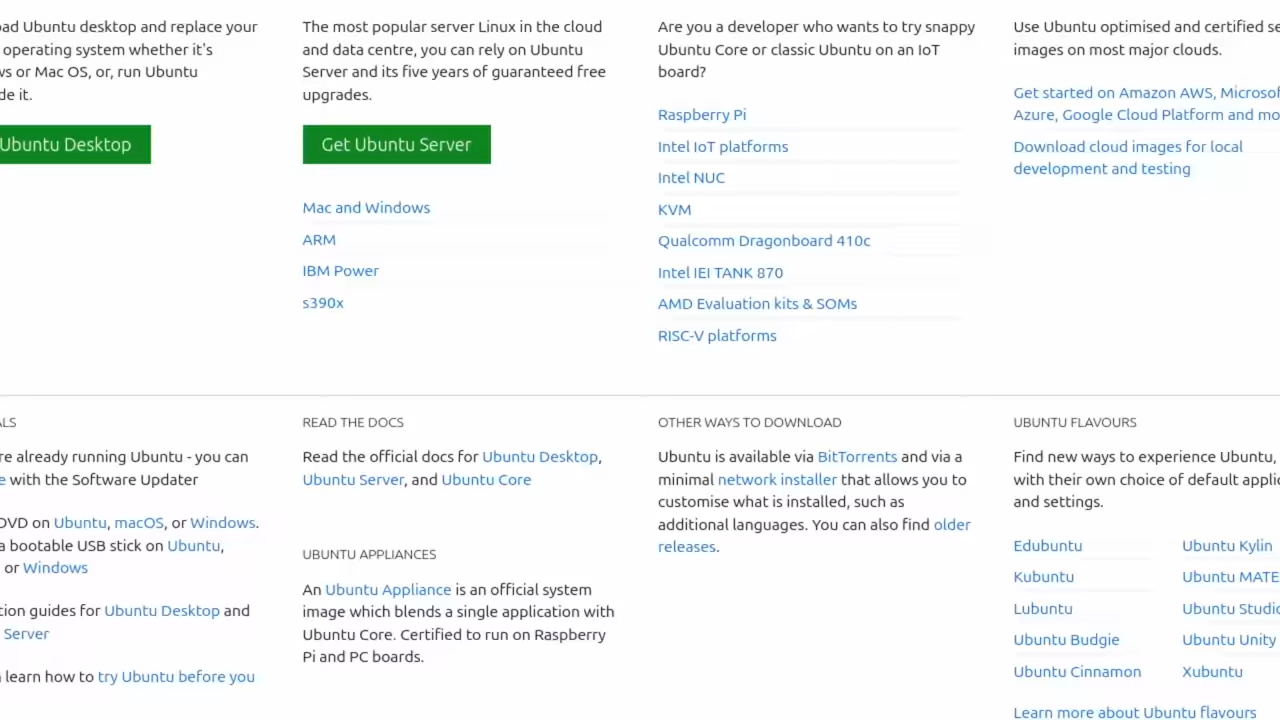 ad Ubuntu desktop and replace your
operating system whether it's
or Mac OS, or, run Ubuntu
it.
Ubuntu Desktop
The most popular server Linux in the cloud
and data centre, you can rely on Ubuntu
Server and its five years of guaranteed free
upgrades.
Get Ubuntu Server
Mac and Windows
ARM
IBM Power
s390x
Are you a developer who wants to try snappy
Ubuntu Core or classic Ubuntu on an IoT
board?
Raspberry Pi
Intel IoT platforms
Intel NUC
KVM
Qualcomm Dragonboard 410c
Intel IEI TANK 870
AMD Evaluation kits & SOMs
RISC-V platforms
Use Ubuntu optimised and certified se
images on most major clouds.
Get started on Amazon AWS, Microsof
Azure, Google Cloud Platform and mo
Download cloud images for local
development and testing
ALS
re already running Ubuntu - you can
e with the Software Updater
DVD on Ubuntu, macOS, or Windows.
a bootable USB stick on Ubuntu,
or Windows
tion guides for Ubuntu Desktop and
Server
learn how to try Ubuntu before you
READ THE DOCS
Read the official docs for Ubuntu Desktop,
Ubuntu Server, and Ubuntu Core
UBUNTU APPLIANCES
An Ubuntu Appliance is an official system
image which blends a single application with
Ubuntu Core. Certified to run on Raspberry
Pi and PC boards.
OTHER WAYS TO DOWNLOAD
Ubuntu is available via BitTorrents and via a
minimal network installer that allows you to
customise what is installed, such as
additional languages. You can also find older
releases.
UBUNTU FLAVOURS
Find new ways to experience Ubuntu,
with their own choice of default applic
and settings.
Edubuntu
Kubuntu
Lubuntu
Ubuntu Budgie
Ubuntu Cinnamon
Ubuntu Kylin
Ubuntu MATE
Ubuntu Studio
Ubuntu Unity
Xubuntu
Learn more about Ubuntu flavours